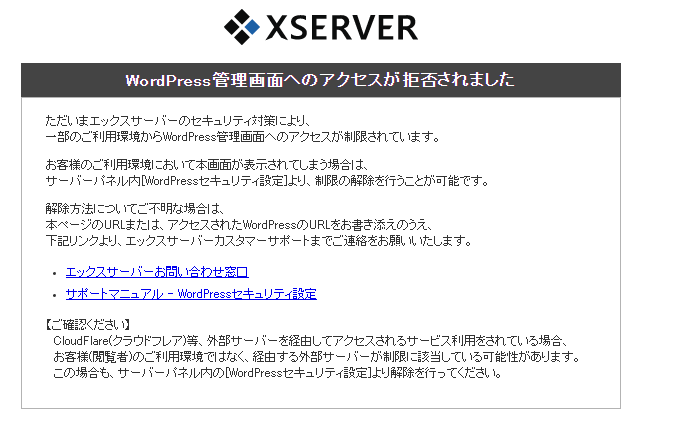 XSERVER
WordPress管理画面へのアクセスが拒否されました
ただいまエックスサーバーのセキュリティ対策により、
一部のご利用環境からWordPress管理画面へのアクセスが制限されています。
お客様のご利用環境において本画面が表示されてしまう場合は、
サーバーパネル内[WordPressセキュリティ設定]より、制限の解除を行うことが可能です。
解除方法についてご不明な場合は、
本ページのURLまたは、アクセスされたWordPressのURLをお書き添えのうえ、
下記リンクより、エックスサーバーカスタマーサポートまでご連絡をお願いいたします。
・エックスサーバーお問い合わせ窓口
・サポートマニュアル - WordPressセキュリティ設定
【ご確認ください】
CloudFlare(クラウドフレア)等、外部サーバーを経由してアクセスされるサービス利用をされている場合、
お客様(閲覧者)のご利用環境ではなく、経由する外部サーバーが制限に該当している可能性があります。
この場合も、サーバーパネル内の[WordPressセキュリティ設定]より解除を行ってください。